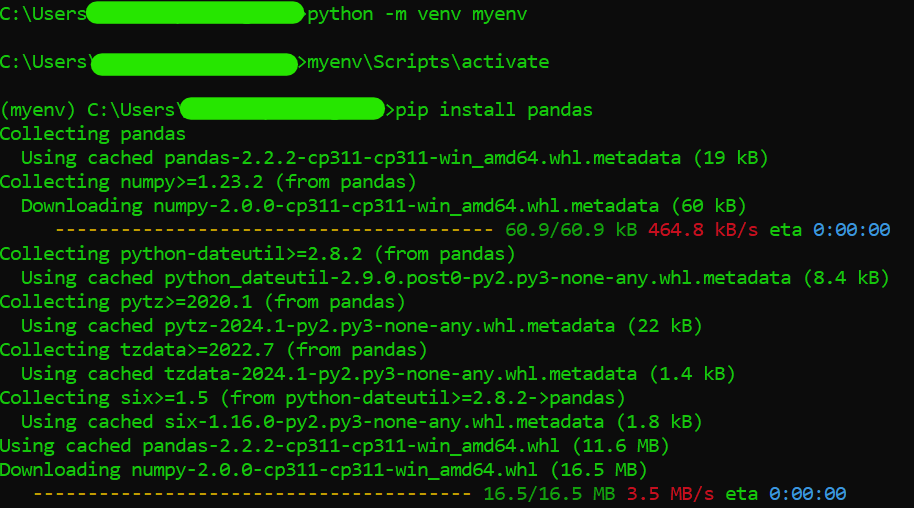 C:\Users >python -m venv myenv
C:\Users\ >myenv\Scripts\activate
(myenv) C:\Users\ >pip install pandas
Collecting pandas
  Using cached pandas-2.2.2-cp311-cp311-win_amd64.whl.metadata (19 kB)
Collecting numpy>=1.23.2 (from pandas)
  Downloading numpy-2.0.0-cp311-cp311-win_amd64.whl.metadata (60 kB)
     ---------------------------------------- 60.9/60.9 kB 464.8 kB/s eta 0:00:00
Collecting python-dateutil>=2.8.2 (from pandas)
  Using cached python_dateutil-2.9.0.post0-py2.py3-none-any.whl.metadata (8.4 kB)
Collecting pytz>=2020.1 (from pandas)
  Using cached pytz-2024.1-py2.py3-none-any.whl.metadata (22 kB)
Collecting tzdata>=2022.7 (from pandas)
  Using cached tzdata-2024.1-py2.py3-none-any.whl.metadata (1.4 kB)
Collecting six>=1.5 (from python-dateutil>=2.8.2->pandas)
  Using cached six-1.16.0-py2.py3-none-any.whl.metadata (1.8 kB)
Using cached pandas-2.2.2-cp311-cp311-win_amd64.whl (11.6 MB)
Downloading numpy-2.0.0-cp311-cp311-win_amd64.whl (16.5 MB)
   ---------------------------------------- 16.5/16.5 MB 3.5 MB/s eta 0:00:00